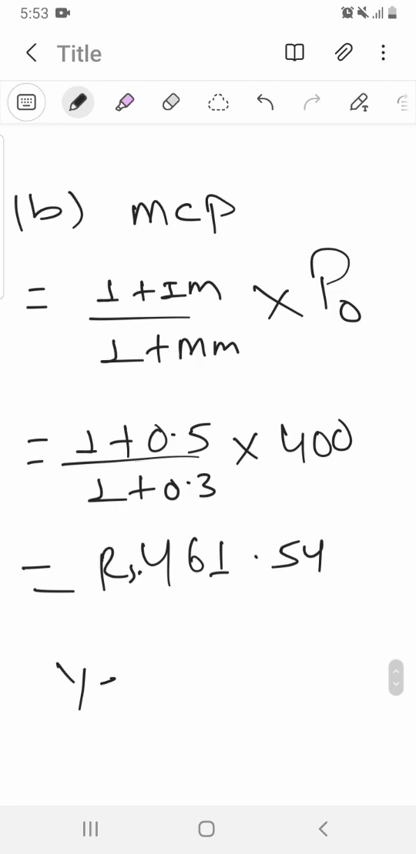 5:53
Title
(b) mcp
= 1+Im / 1+mm × P₀
= 1+0.5 / 1+0.3 × 400
= Rs.461.54
Y-